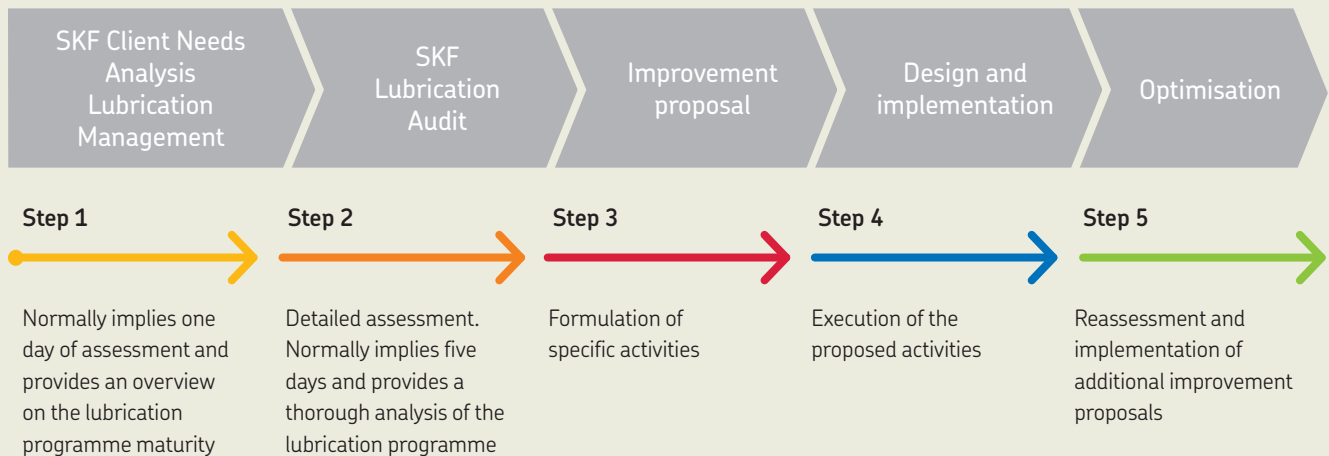 SKF Client Needs
Analysis
Lubrication
Management
SKF
Lubrication
Audit
Improvement
proposal
Design and
implementation
Optimisation
Step 1
Step 2
Step 3
Step 4
Step 5
Normally implies one
day of assessment and
provides an overview
on the lubrication
programme maturity
Detailed assessment.
Normally implies five
days and provides a
thorough analysis of the
lubrication programme
Formulation of
specific activities
Execution of the
proposed activities
Reassessment and
implementation of
additional improvement
proposals